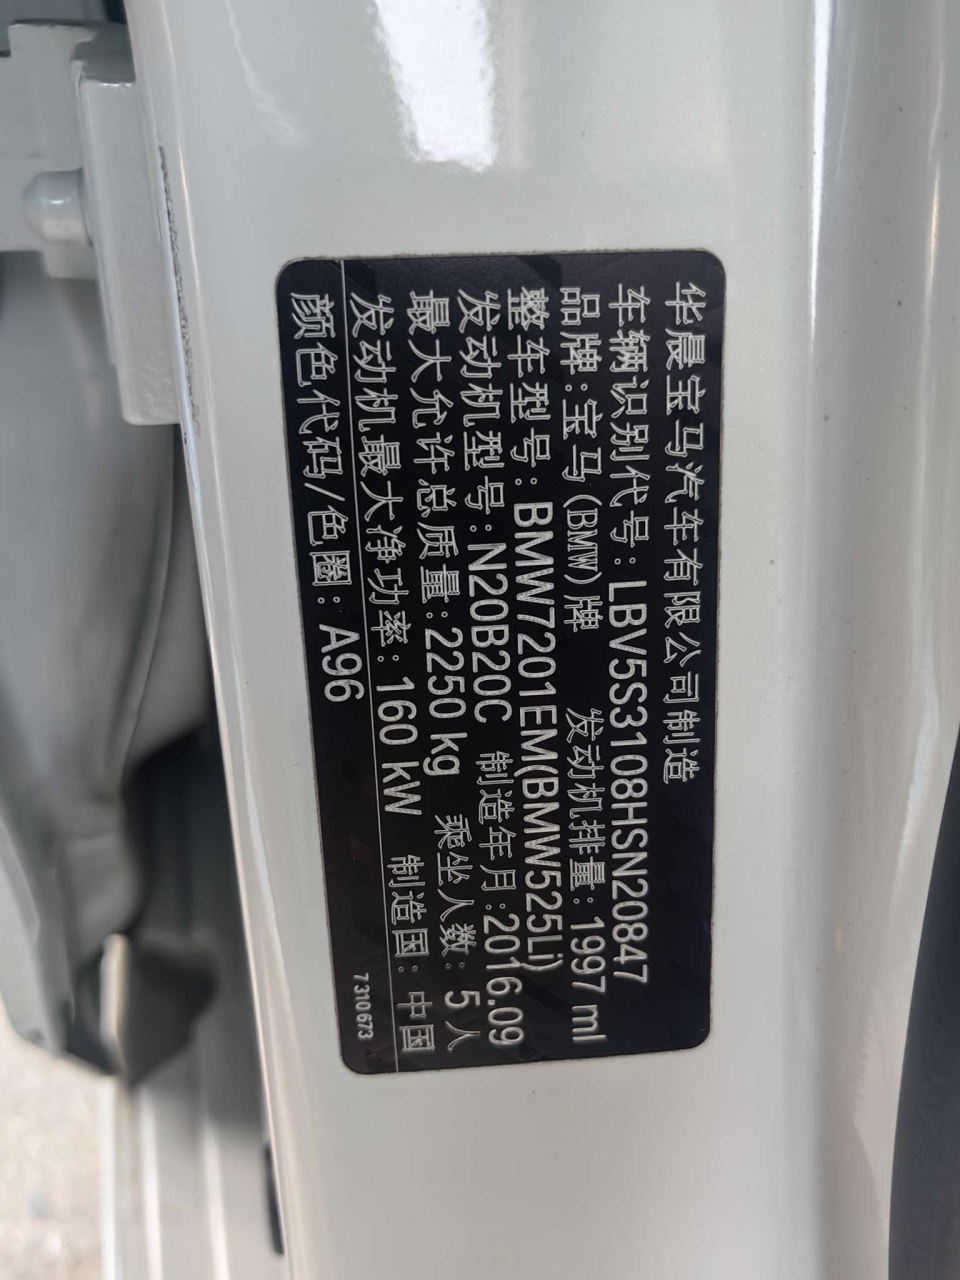 华晨宝马汽车有限公司制造
车辆识别代号：LBV5S3108HSN20847
品牌：宝马(BMW)牌 发动机排量：1997 ml
整车型号：BMW7201EM(BMW525Li)
发动机型号：N20B20C 制造年月：2016.09
最大允许总质量：2250 kg 乘坐人数：5人
发动机最大净功率：160 kW 制造国：中国
颜色代码/色圈：A96 7310673